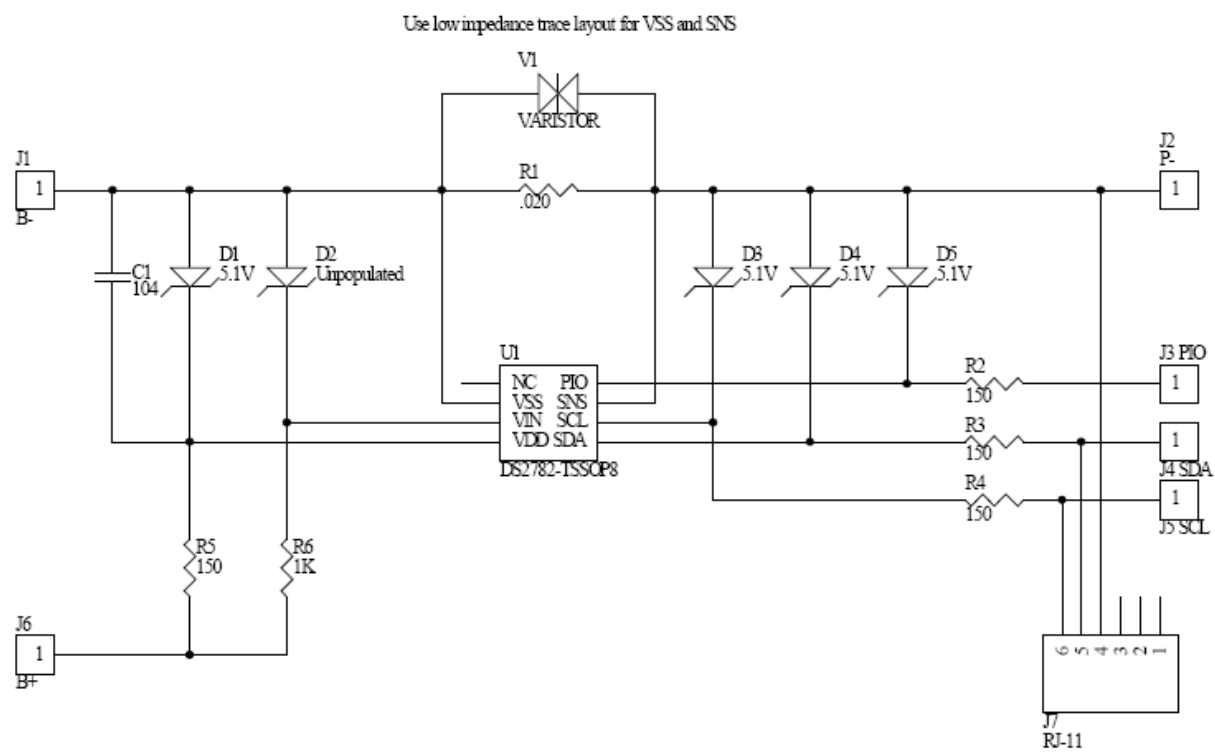 Use low impedance trace layout for VSS and SNS
V1
VARISTOR
J1
1
B-
R1
.020
J2
P-
1
C1
104
D1
5.1V
D2
Unpopulated
D3
5.1V
D4
5.1V
D5
5.1V
U1
NC PIO
VSS SNS
VIN SCL
VDD SDA
DS2782-TSSOP8
R2
150
J3 PIO
1
R3
150
1
J4 SDA
R4
150
1
J5 SCL
R5
150
R6
1K
J6
1
B+
6 5 4 3 2 1
J7
RJ-11